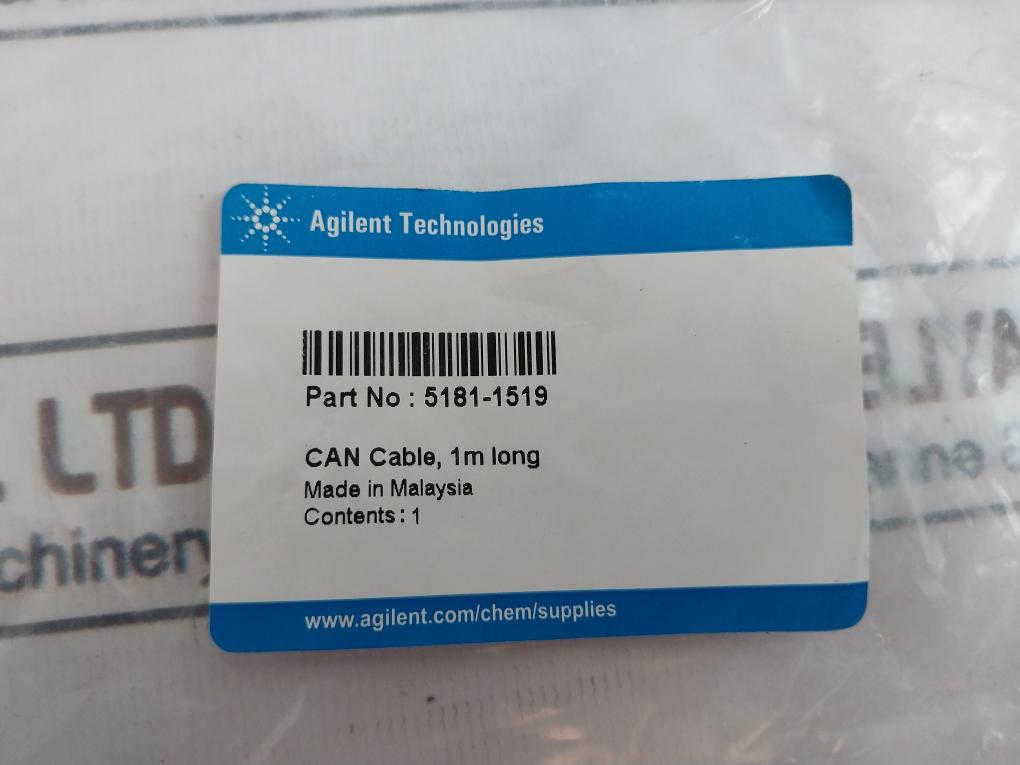 Agilent Technologies
Part No : 5181-1519
CAN Cable, 1m long
Made in Malaysia
Contents : 1
www.agilent.com/chem/supplies
LTD
chinery